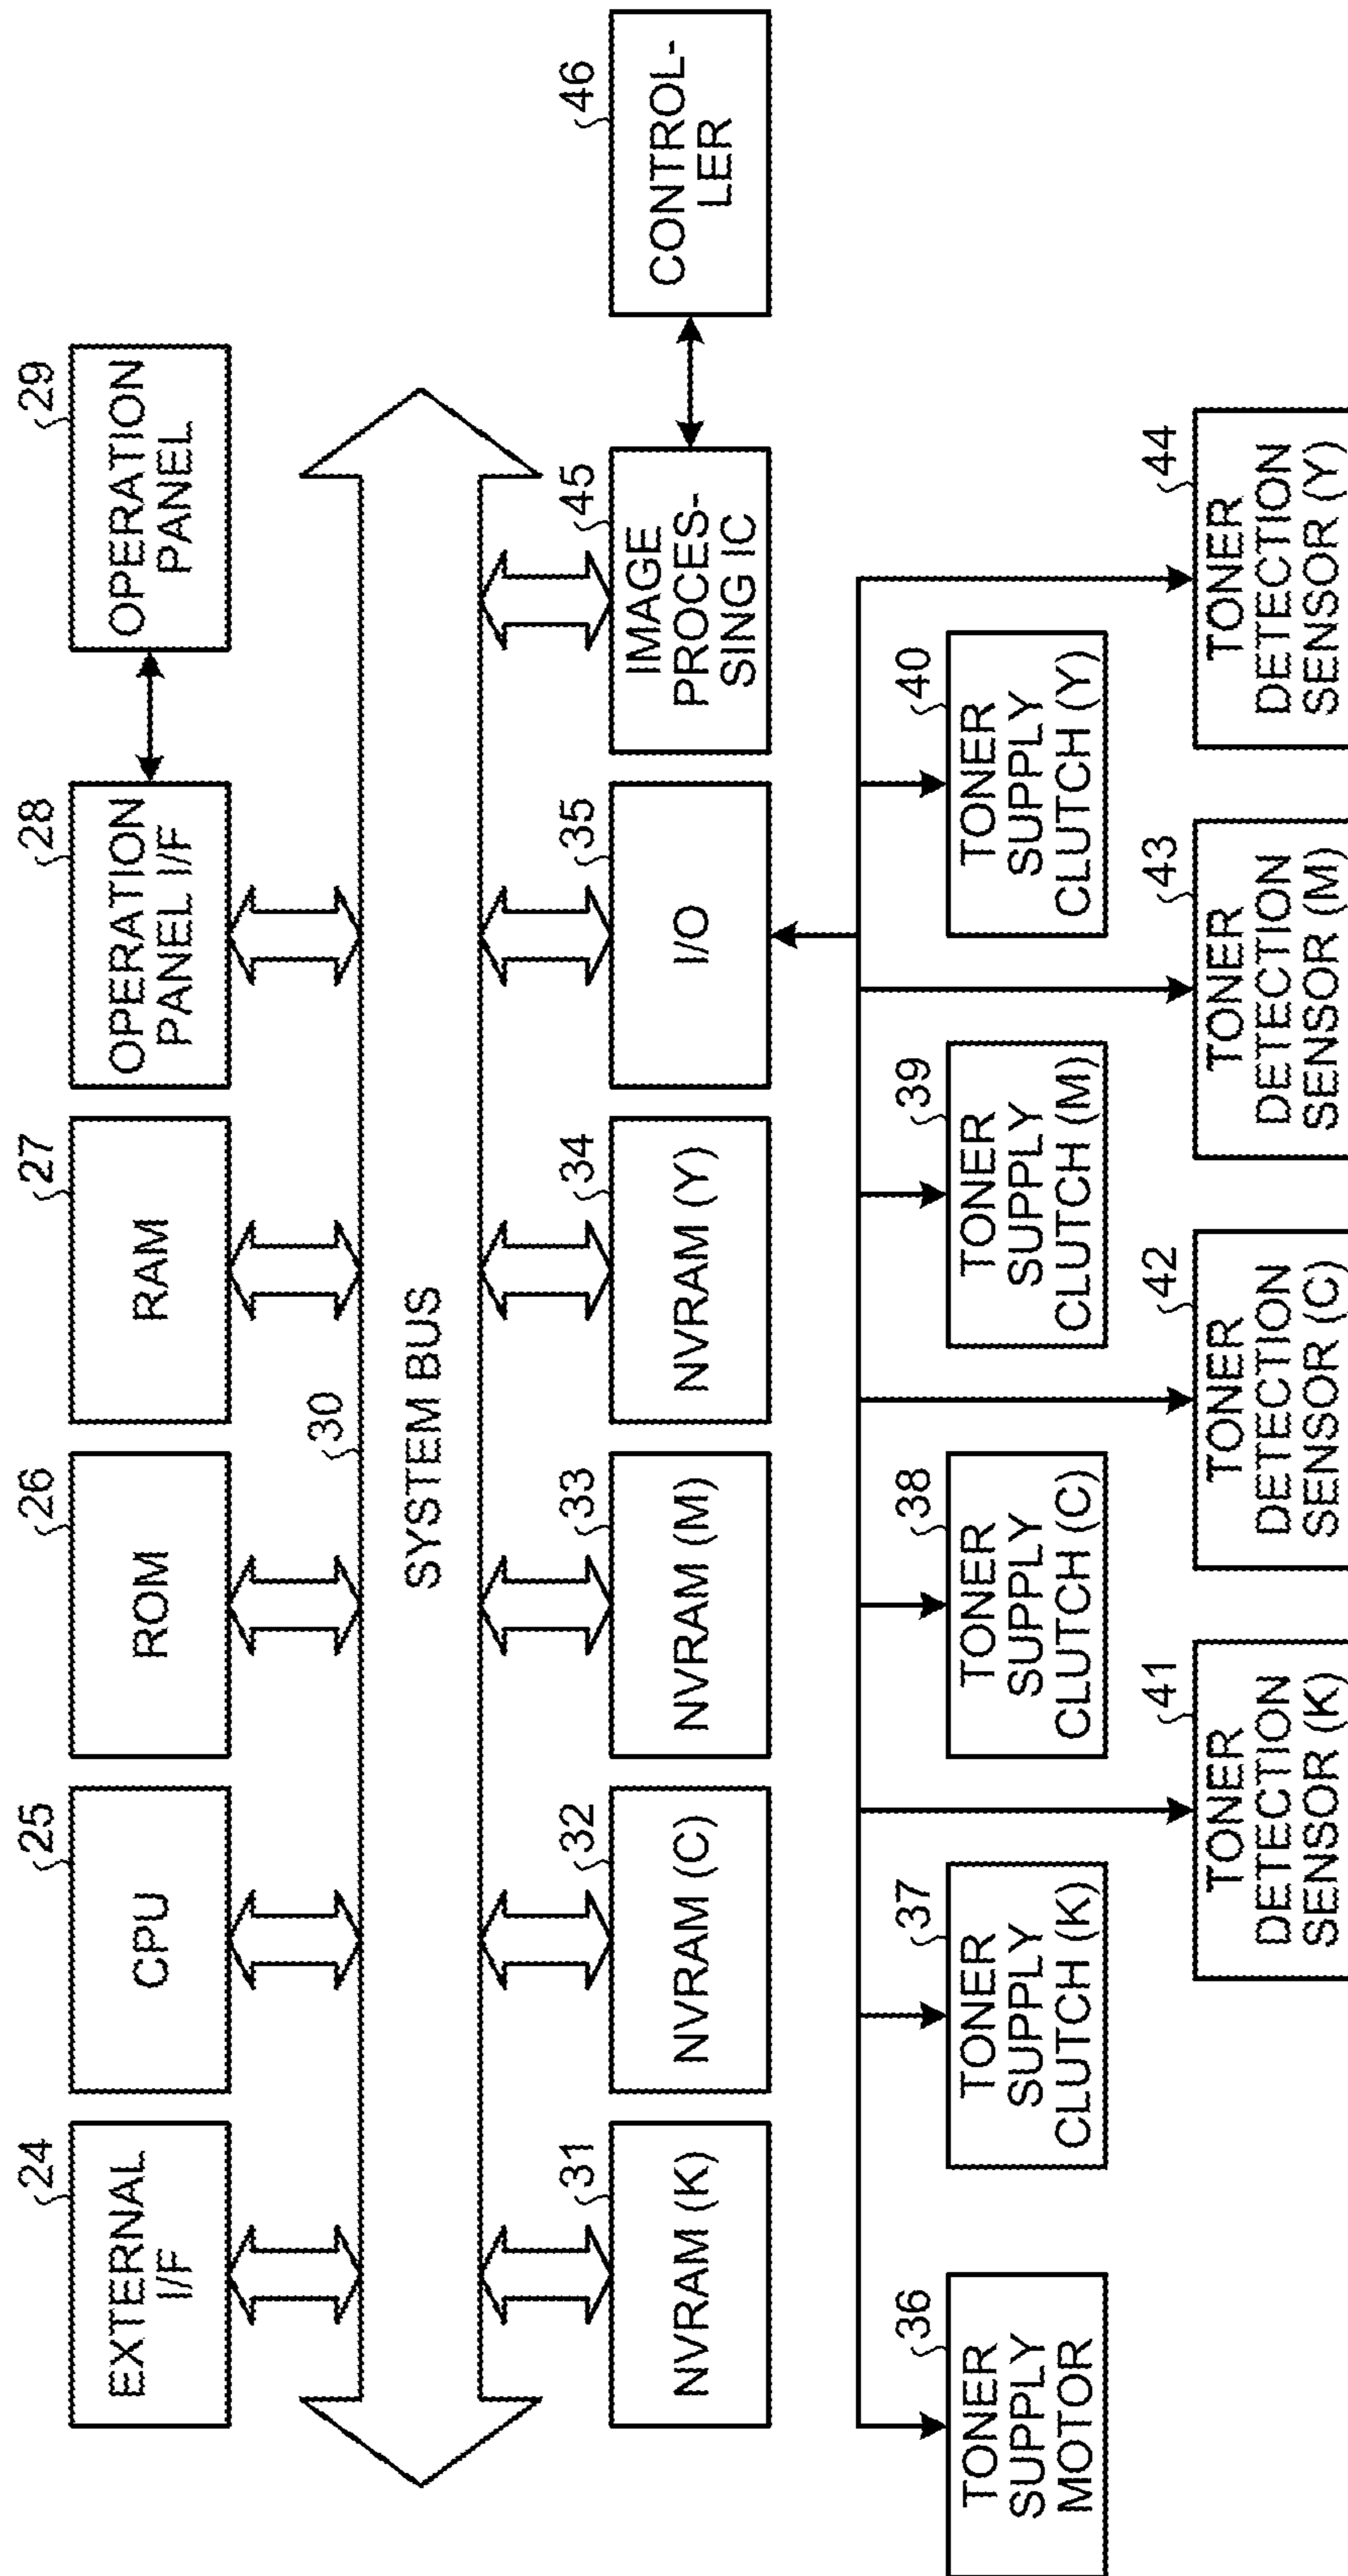 24
EXTERNAL
I/F
25
CPU
26
ROM
27
RAM
28
OPERATION
PANEL I/F
29
OPERATION
PANEL
30
SYSTEM BUS
31
NVRAM (K)
32
NVRAM (C)
33
NVRAM (M)
34
NVRAM (Y)
35
I/O
45
IMAGE
PROCES-
SING IC
46
CONTROL-
LER
36
TONER
SUPPLY
MOTOR
37
TONER
SUPPLY
CLUTCH (K)
38
TONER
SUPPLY
CLUTCH (C)
39
TONER
SUPPLY
CLUTCH (M)
40
TONER
SUPPLY
CLUTCH (Y)
41
TONER
DETECTION
SENSOR (K)
42
TONER
DETECTION
SENSOR (C)
43
TONER
DETECTION
SENSOR (M)
44
TONER
DETECTION
SENSOR (Y)